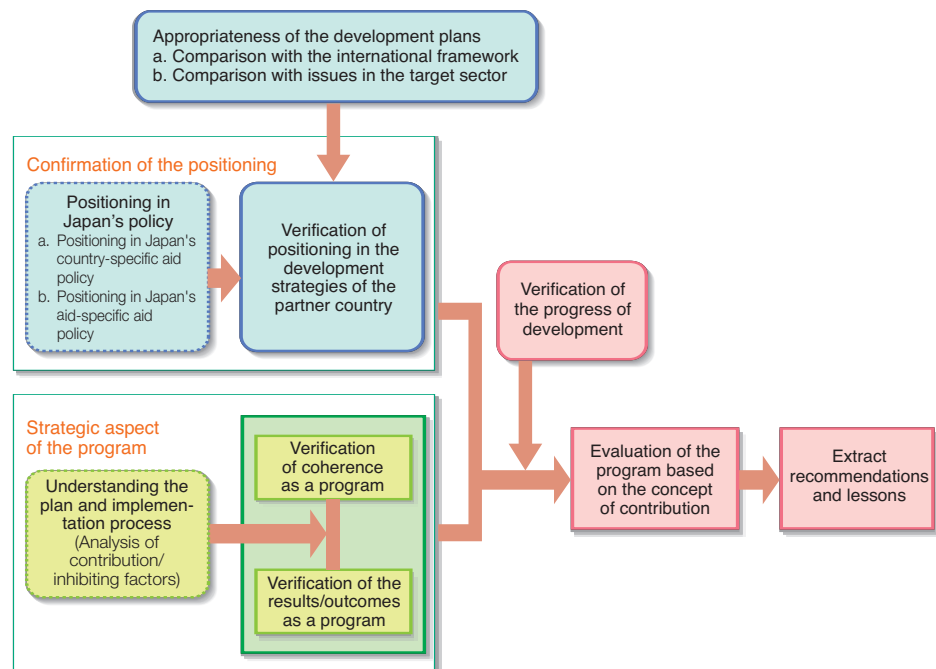 Appropriateness of the development plans
a. Comparison with the international framework
b. Comparison with issues in the target sector
Confirmation of the positioning
Positioning in
Japan’s policy
a. Positioning in Japan's
country-specific aid
policy
b. Positioning in Japan's
aid-specific aid
policy
Verification of
positioning in the
development
strategies of the
partner country
Verification of
the progress of
development
Strategic aspect
of the program
Understanding the
plan and implemen-
tation process
(Analysis of
contribution/
inhibiting factors)
Verification
of coherence
as a program
Verification of the
results/outcomes
as a program
Evaluation of the
program based
on the concept
of contribution
Extract
recommendations
and lessons